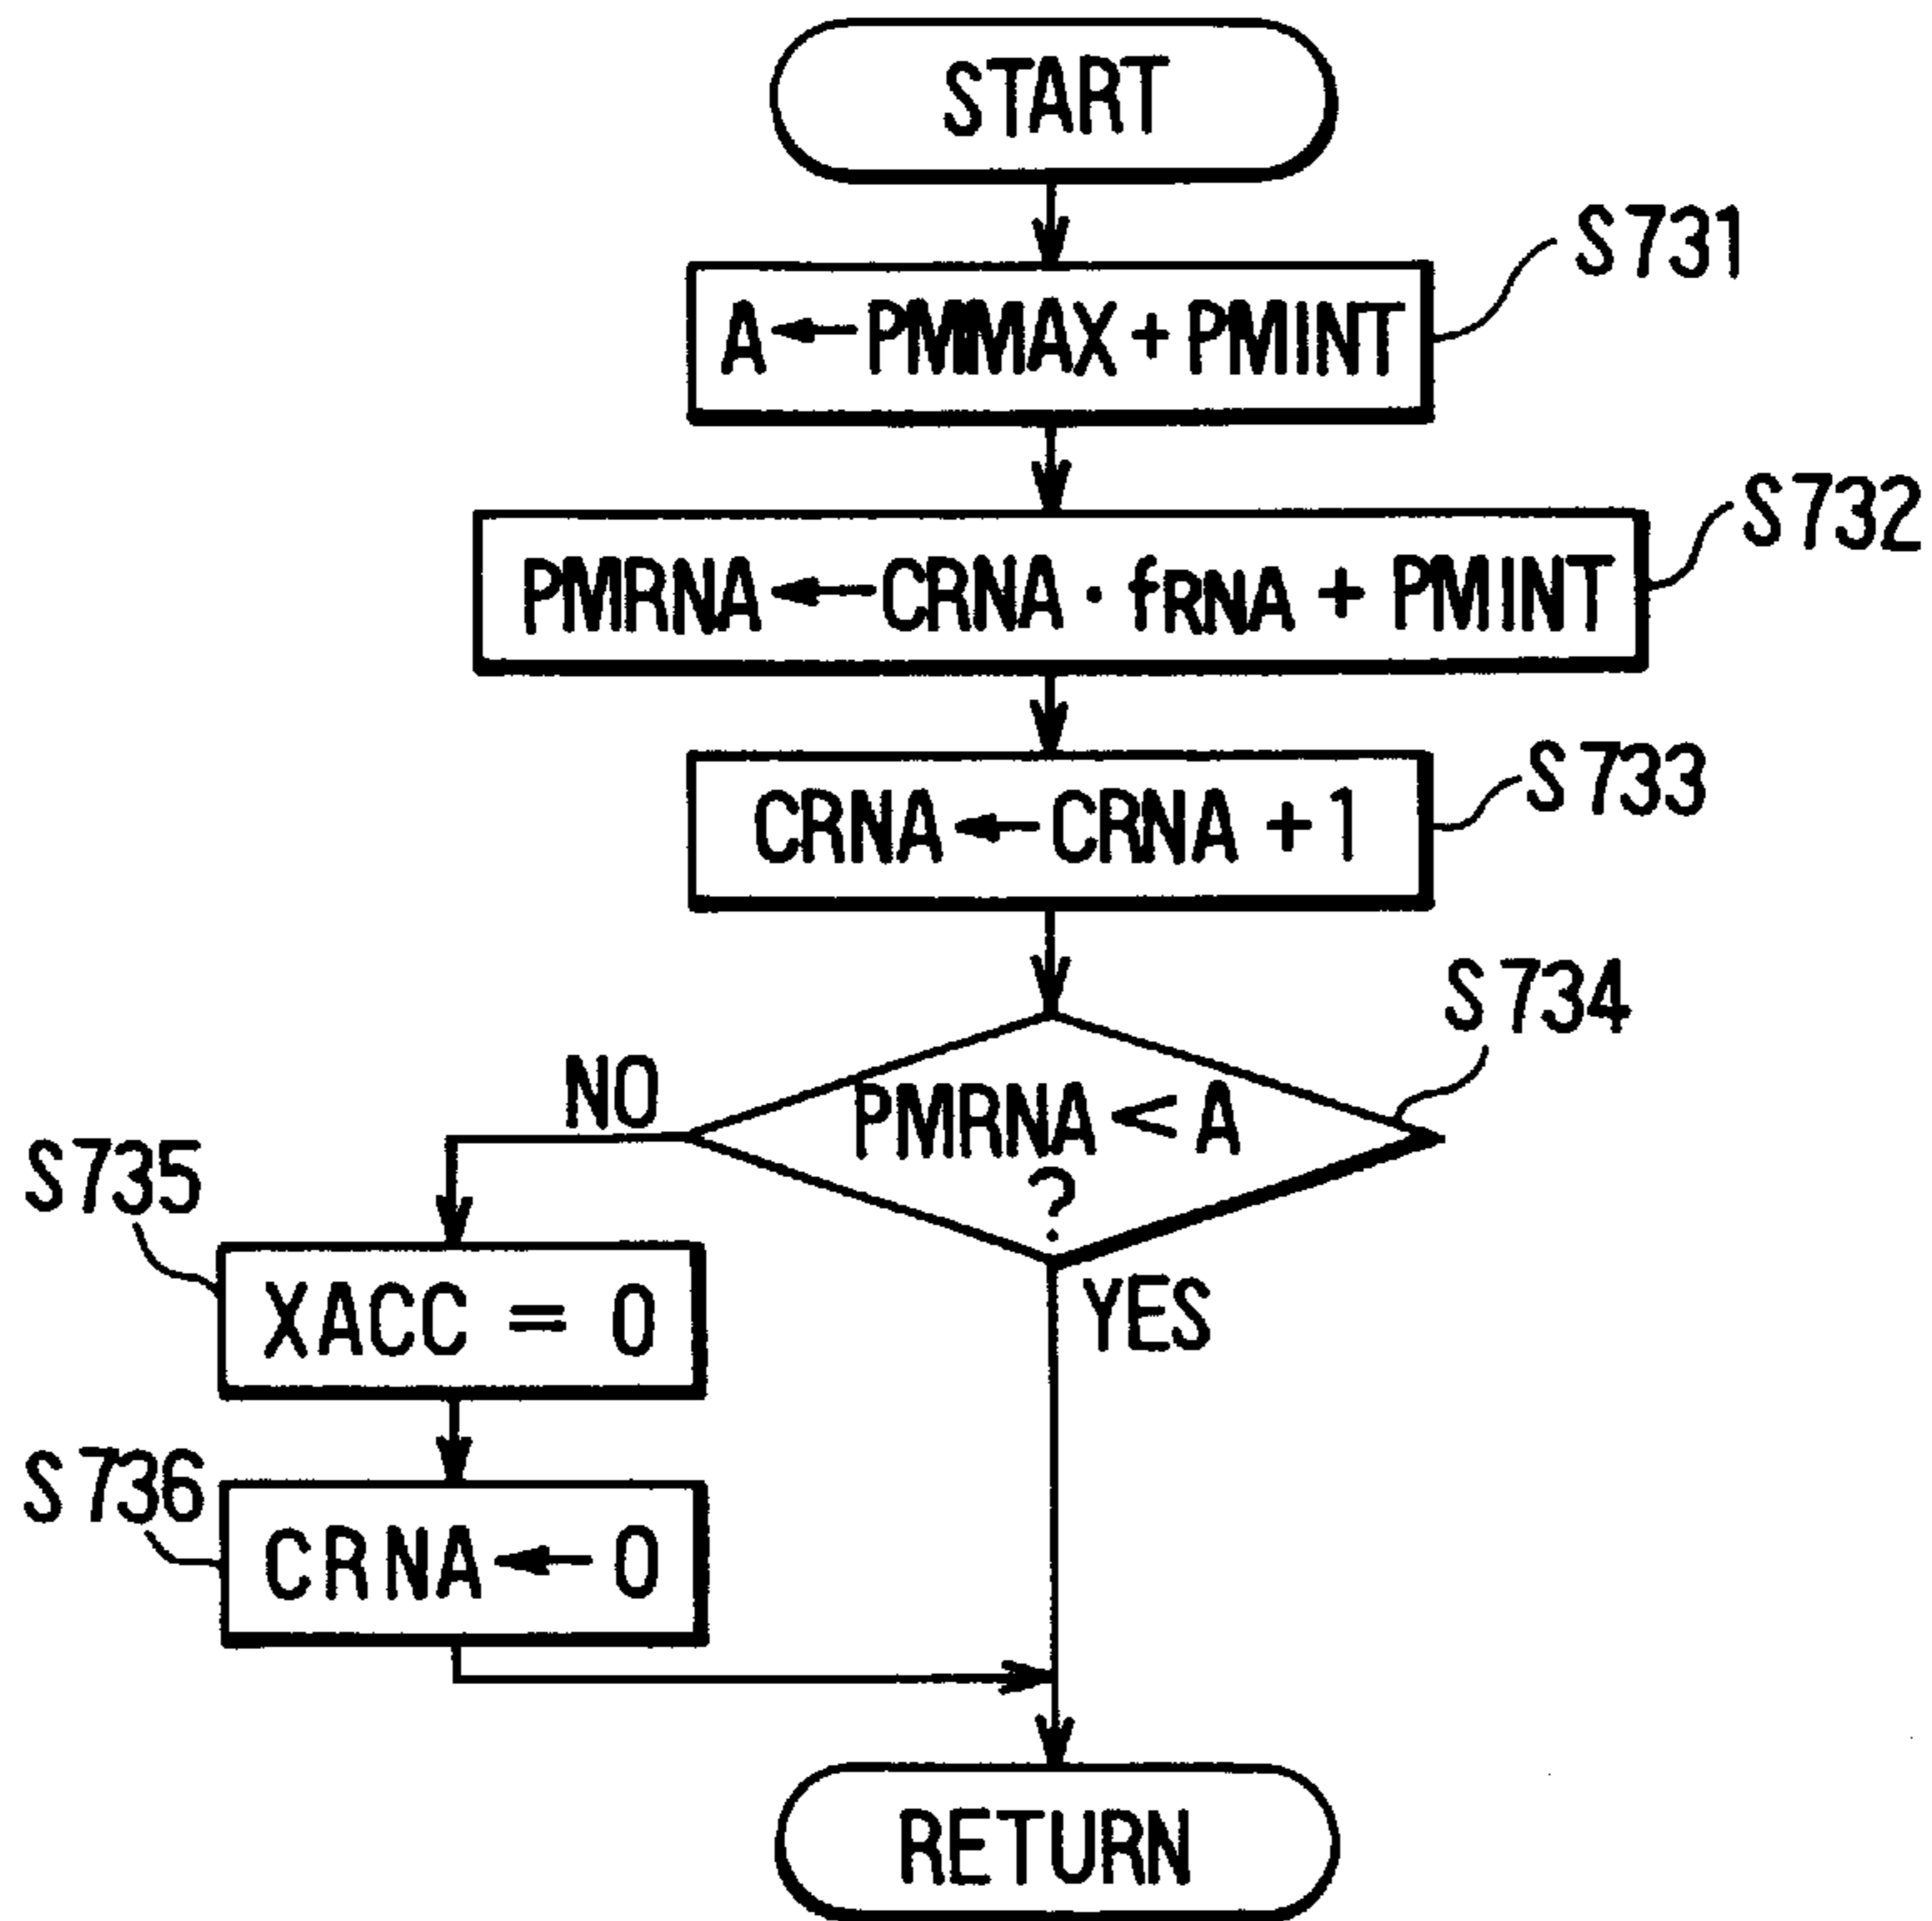 START
S731
A ← PMMAX + PMINT
S732
PMRNA ← CRNA · fRNA + PMINT
S733
CRNA ← CRNA + 1
S734
NO
PMRNA < A
?
S735
YES
XACC = 0
S736
CRNA ← 0
RETURN